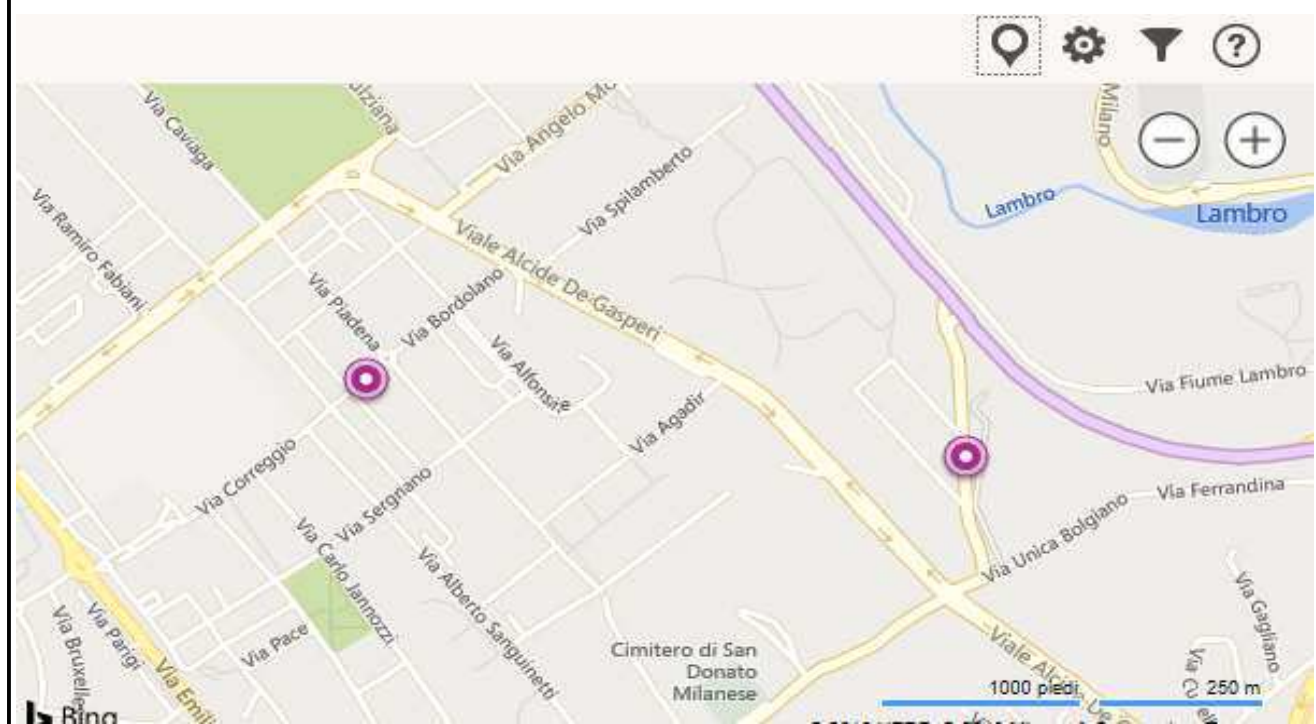 ?
Via Caviaga
Via Angelo Mo
Milano
Via Spilamberto
Lambro
Lambro
Via Ramiro Fabiani
Viale Alcide De Gasperi
Via Piadena
Via Bordolano
Via Alfonsine
Via Agadir
Via Fiume Lambro
Via Correggio
Via Sergnano
Via Ferrandina
Via Unica Bolgiano
Via Carlo Jannozzi
Via Alberto Sanguinetti
Via Gagliano
Via Parigi
Via Pace
Cimitero di San
Donato
Milanese
Via Emili
1000 piedi
250 m
Bing